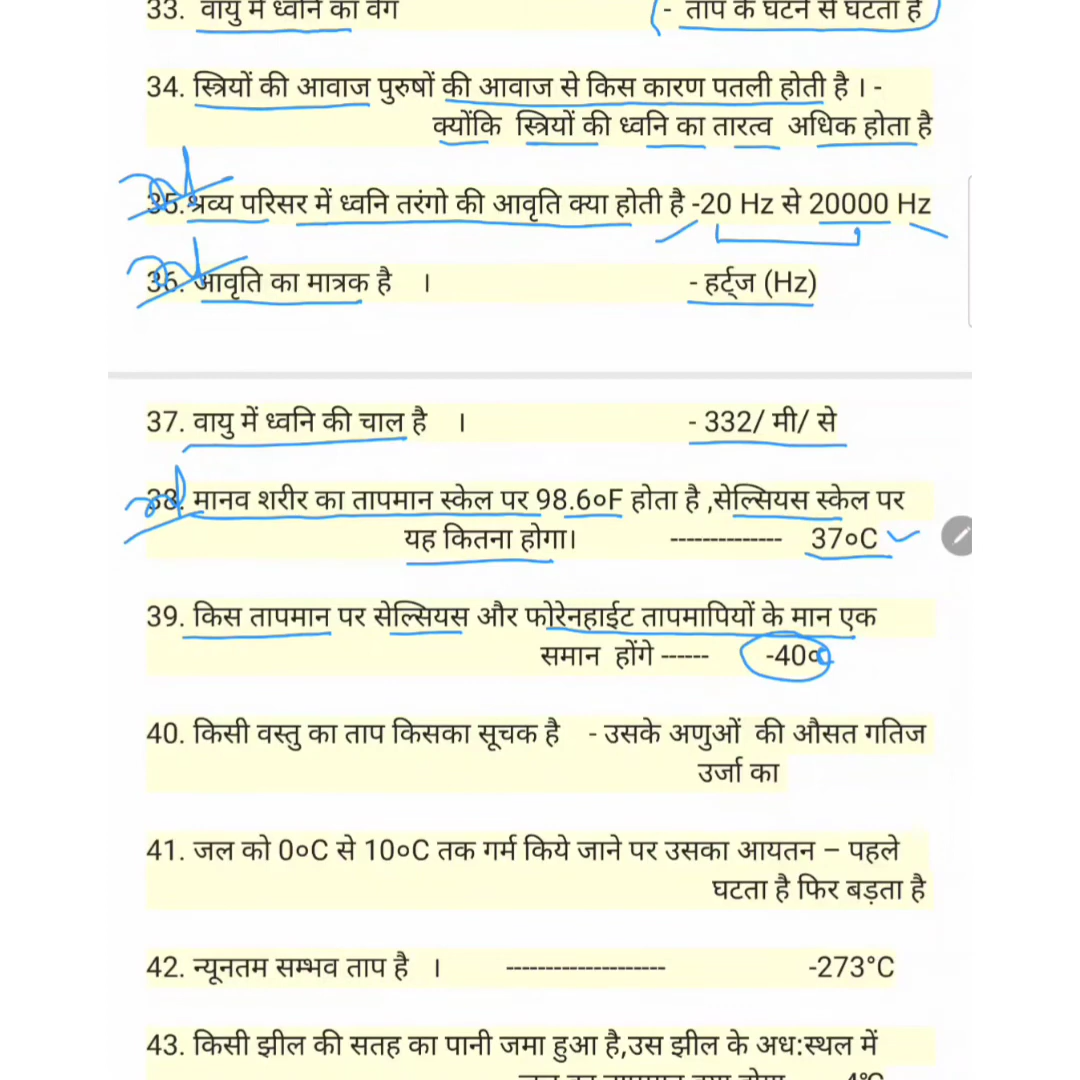 33. वायु में ध्वनि का वेग - ताप के घटने से घटता है
34. स्त्रियों की आवाज पुरुषों की आवाज से किस कारण पतली होती है । -
क्योंकि स्त्रियों की ध्वनि का तारत्व अधिक होता है
35. श्रव्य परिसर में ध्वनि तरंगो की आवृति क्या होती है -20 Hz से 20000 Hz
36. आवृति का मात्रक है । - हर्ट्ज (Hz)
37. वायु में ध्वनि की चाल है । - 332/ मी/ से
38. मानव शरीर का तापमान स्केल पर 98.6०F होता है ,सेल्सियस स्केल पर
यह कितना होगा। -------------- 37०C
39. किस तापमान पर सेल्सियस और फोरेनहाईट तापमापियों के मान एक
समान होंगे ------ -40०
40. किसी वस्तु का ताप किसका सूचक है - उसके अणुओं की औसत गतिज
उर्जा का
41. जल को 0०C से 10०C तक गर्म किये जाने पर उसका आयतन – पहले
घटता है फिर बड़ता है
42. न्यूनतम सम्भव ताप है । --------------------- -273°C
43. किसी झील की सतह का पानी जमा हुआ है,उस झील के अध:स्थल में